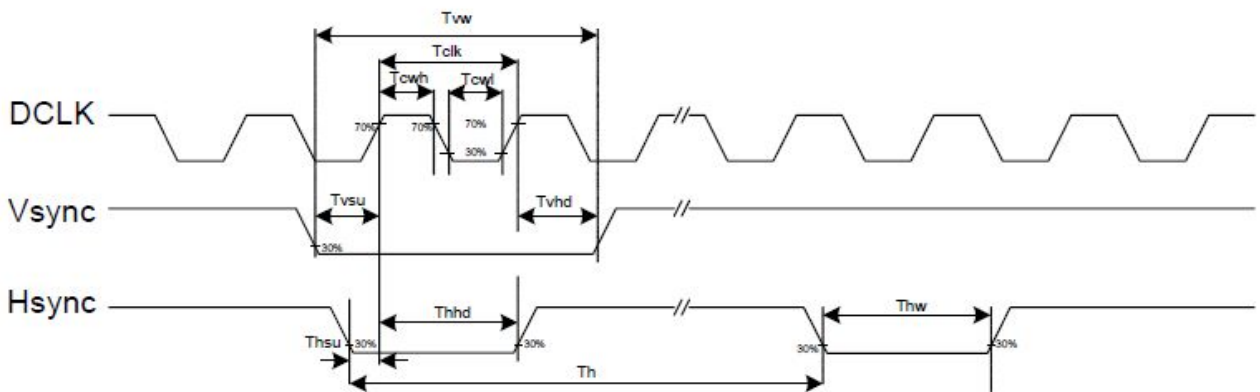 Tvw
Tclk
Tcwh
Tcwl
DCLK
70%
70%
70%
30%
//
Vsync
Tvsu
Tvhd
30%
//
Hsync
Thhd
Thw
//
Thsu
30%
30%
30%
30%
Th